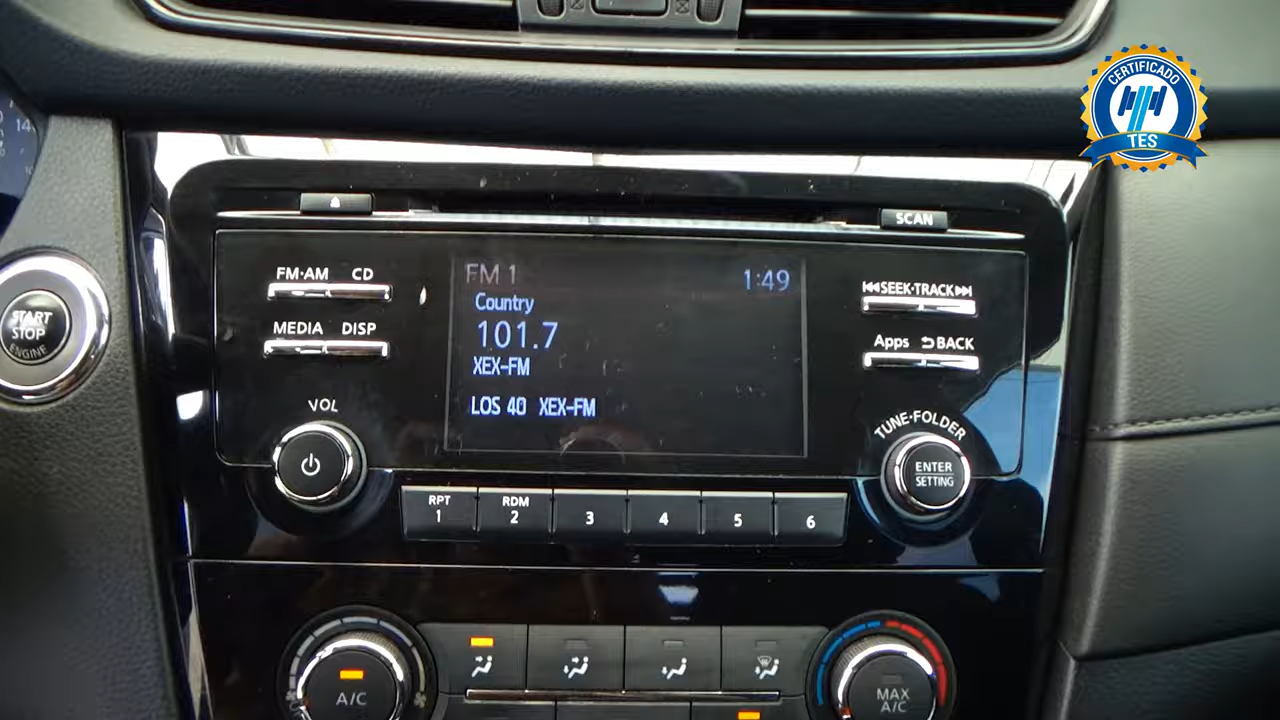 CERTIFICADO
TES
SCAN
FM·AM CD
MEDIA DISP
VOL
START
STOP
ENGINE
FM 1
1:49
Country
101.7
XEX-FM
LOS 40 XEX-FM
SEEK·TRACK
Apps BACK
TUNE·FOLDER
ENTER
SETTING
RPT
1
RDM
2
3
4
5
6
A/C
MAX
A/C